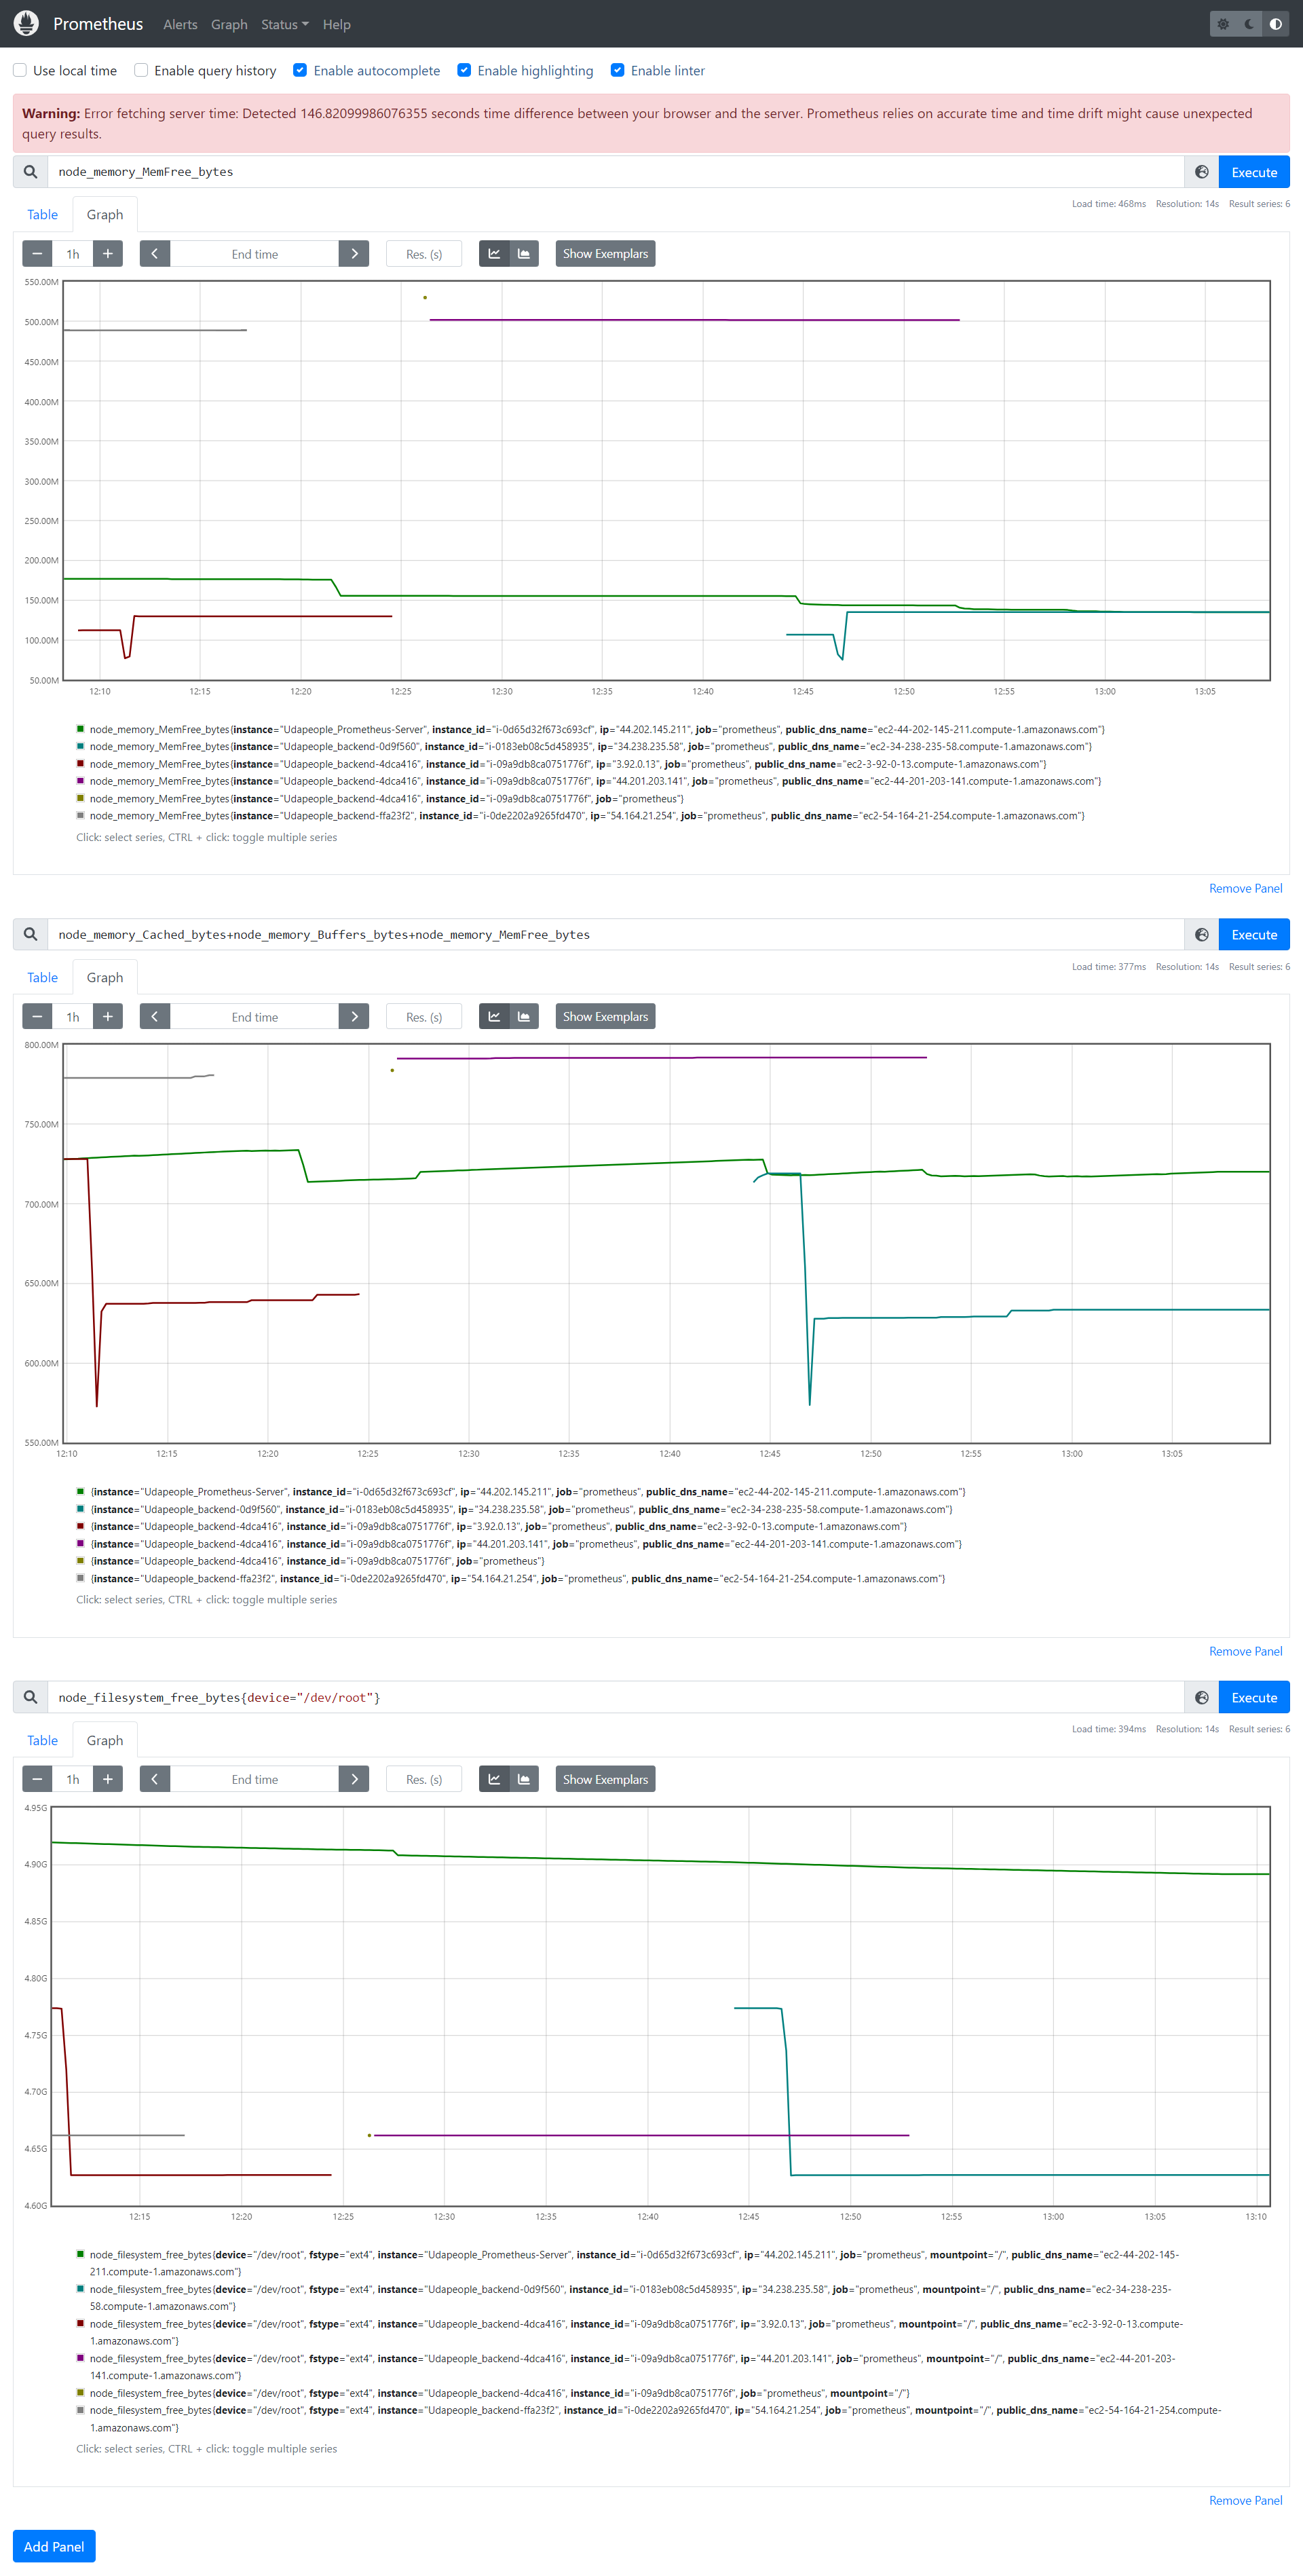 Prometheus Alerts Graph Status Help
Use local time Enable query history Enable autocomplete Enable highlighting Enable linter
Warning: Error fetching server time: Detected 146.82099986076355 seconds time difference between your browser and the server. Prometheus relies on accurate time and time drift might cause unexpected
query results.
node_memory_MemFree_bytes Execute
Table Graph Load time: 468ms Resolution: 14s Result series: 6
1h End time Res. (s) Show Exemplars
550.00M
500.00M
450.00M
400.00M
350.00M
300.00M
250.00M
200.00M
150.00M
100.00M
50.00M
12:10 12:15 12:20 12:25 12:30 12:35 12:40 12:45 12:50 12:55 13:00 13:05
node_memory_MemFree_bytes{instance="Udapeople_Prometheus-Server", instance_id="i-0d65d32f673c693cf", ip="44.202.145.211", job="prometheus", public_dns_name="ec2-44-202-145-211.compute-1.amazonaws.com"}
node_memory_MemFree_bytes{instance="Udapeople_backend-0d9f560", instance_id="i-0183eb08c5d458935", ip="34.238.235.58", job="prometheus", public_dns_name="ec2-34-238-235-58.compute-1.amazonaws.com"}
node_memory_MemFree_bytes{instance="Udapeople_backend-4dca416", instance_id="i-09a9db8ca0751776f", ip="3.92.0.13", job="prometheus", public_dns_name="ec2-3-92-0-13.compute-1.amazonaws.com"}
node_memory_MemFree_bytes{instance="Udapeople_backend-4dca416", instance_id="i-09a9db8ca0751776f", ip="44.201.203.141", job="prometheus", public_dns_name="ec2-44-201-203-141.compute-1.amazonaws.com"}
node_memory_MemFree_bytes{instance="Udapeople_backend-4dca416", instance_id="i-09a9db8ca0751776f", job="prometheus"}
node_memory_MemFree_bytes{instance="Udapeople_backend-ffa23f2", instance_id="i-0de2202a9265fd470", ip="54.164.21.254", job="prometheus", public_dns_name="ec2-54-164-21-254.compute-1.amazonaws.com"}
Click: select series, CTRL + click: toggle multiple series
Remove Panel
node_memory_Cached_bytes+node_memory_Buffers_bytes+node_memory_MemFree_bytes Execute
Table Graph Load time: 377ms Resolution: 14s Result series: 6
1h End time Res. (s) Show Exemplars
800.00M
750.00M
700.00M
650.00M
600.00M
550.00M
12:10 12:15 12:20 12:25 12:30 12:35 12:40 12:45 12:50 12:55 13:00 13:05
{instance="Udapeople_Prometheus-Server", instance_id="i-0d65d32f673c693cf", ip="44.202.145.211", job="prometheus", public_dns_name="ec2-44-202-145-211.compute-1.amazonaws.com"}
{instance="Udapeople_backend-0d9f560", instance_id="i-0183eb08c5d458935", ip="34.238.235.58", job="prometheus", public_dns_name="ec2-34-238-235-58.compute-1.amazonaws.com"}
{instance="Udapeople_backend-4dca416", instance_id="i-09a9db8ca0751776f", ip="3.92.0.13", job="prometheus", public_dns_name="ec2-3-92-0-13.compute-1.amazonaws.com"}
{instance="Udapeople_backend-4dca416", instance_id="i-09a9db8ca0751776f", ip="44.201.203.141", job="prometheus", public_dns_name="ec2-44-201-203-141.compute-1.amazonaws.com"}
{instance="Udapeople_backend-4dca416", instance_id="i-09a9db8ca0751776f", job="prometheus"}
{instance="Udapeople_backend-ffa23f2", instance_id="i-0de2202a9265fd470", ip="54.164.21.254", job="prometheus", public_dns_name="ec2-54-164-21-254.compute-1.amazonaws.com"}
Click: select series, CTRL + click: toggle multiple series
Remove Panel
node_filesystem_free_bytes{device="/dev/root"} Execute
Table Graph Load time: 394ms Resolution: 14s Result series: 6
1h End time Res. (s) Show Exemplars
4.95G
4.90G
4.85G
4.80G
4.75G
4.70G
4.65G
4.60G
12:15 12:20 12:25 12:30 12:35 12:40 12:45 12:50 12:55 13:00 13:05 13:10
node_filesystem_free_bytes{device="/dev/root", fstype="ext4", instance="Udapeople_Prometheus-Server", instance_id="i-0d65d32f673c693cf", ip="44.202.145.211", job="prometheus", mountpoint="/", public_dns_name="ec2-44-202-145-
211.compute-1.amazonaws.com"}
node_filesystem_free_bytes{device="/dev/root", fstype="ext4", instance="Udapeople_backend-0d9f560", instance_id="i-0183eb08c5d458935", ip="34.238.235.58", job="prometheus", mountpoint="/", public_dns_name="ec2-34-238-235-
58.compute-1.amazonaws.com"}
node_filesystem_free_bytes{device="/dev/root", fstype="ext4", instance="Udapeople_backend-4dca416", instance_id="i-09a9db8ca0751776f", ip="3.92.0.13", job="prometheus", mountpoint="/", public_dns_name="ec2-3-92-0-13.compute-
1.amazonaws.com"}
node_filesystem_free_bytes{device="/dev/root", fstype="ext4", instance="Udapeople_backend-4dca416", instance_id="i-09a9db8ca0751776f", ip="44.201.203.141", job="prometheus", mountpoint="/", public_dns_name="ec2-44-201-203-
141.compute-1.amazonaws.com"}
node_filesystem_free_bytes{device="/dev/root", fstype="ext4", instance="Udapeople_backend-4dca416", instance_id="i-09a9db8ca0751776f", job="prometheus", mountpoint="/"}
node_filesystem_free_bytes{device="/dev/root", fstype="ext4", instance="Udapeople_backend-ffa23f2", instance_id="i-0de2202a9265fd470", ip="54.164.21.254", job="prometheus", mountpoint="/", public_dns_name="ec2-54-164-21-254.compute-
1.amazonaws.com"}
Click: select series, CTRL + click: toggle multiple series
Remove Panel
Add Panel